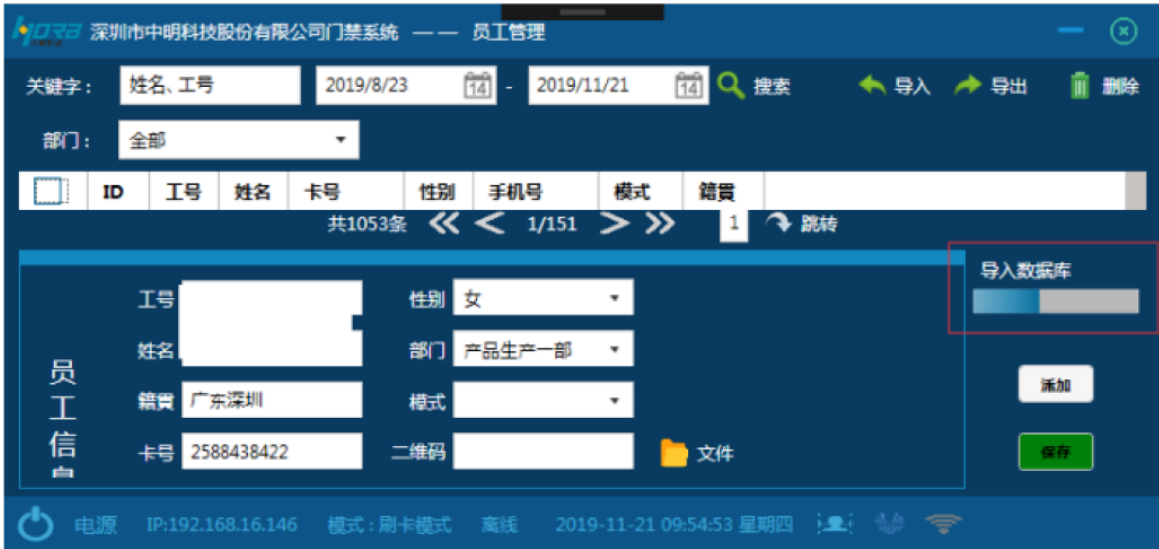 HORA 深圳市中明科技股份有限公司门禁系统 —— 员工管理
关键字： 姓名、工号 2019/8/23 14 - 2019/11/21 14 搜索 导入 导出 删除
部门： 全部
ID 工号 姓名 卡号 性别 手机号 模式 籍貫
共1053条 1/151 1 跳转
导入数据库
工号 性别 女
姓名 部门 产品生产一部
籍貫 广东深圳 模式
卡号 2588438422 二维码 文件
员工信息
添加
保存
电源 IP:192.168.16.146 模式：刷卡模式 离线 2019-11-21 09:54:53 星期四